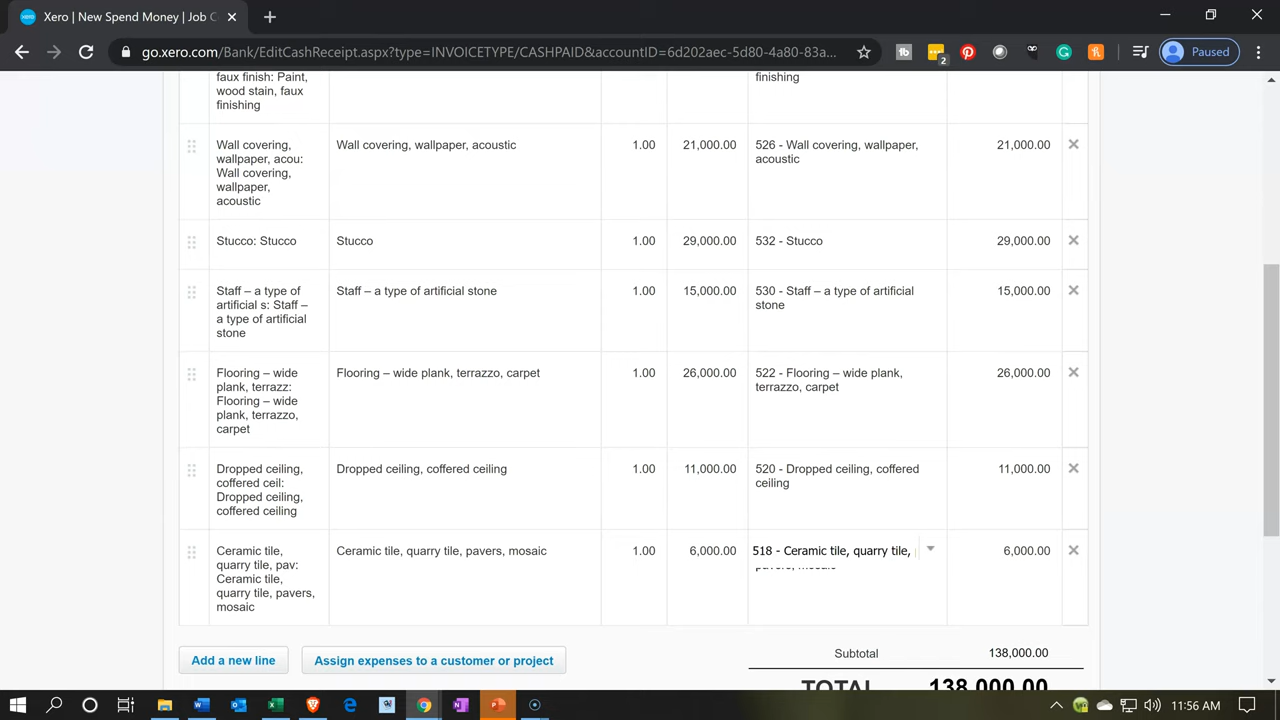 Xero | New Spend Money | Job C
go.xero.com/Bank/EditCashReceipt.aspx?type=INVOICETYPE/CASHPAID&accountID=6d202aec-5d80-4a80-83a...
2
Paused
faux finish: Paint,
wood stain, faux
finishing
finishing
Wall covering,
wallpaper, acou:
Wall covering,
wallpaper,
acoustic
Wall covering, wallpaper, acoustic
1.00
21,000.00
526 - Wall covering, wallpaper,
acoustic
21,000.00
Stucco: Stucco
Stucco
1.00
29,000.00
532 - Stucco
29,000.00
Staff – a type of
artificial s: Staff –
a type of artificial
stone
Staff – a type of artificial stone
1.00
15,000.00
530 - Staff – a type of artificial
stone
15,000.00
Flooring – wide
plank, terrazz:
Flooring – wide
plank, terrazzo,
carpet
Flooring – wide plank, terrazzo, carpet
1.00
26,000.00
522 - Flooring – wide plank,
terrazzo, carpet
26,000.00
Dropped ceiling,
coffered ceil:
Dropped ceiling,
coffered ceiling
Dropped ceiling, coffered ceiling
1.00
11,000.00
520 - Dropped ceiling, coffered
ceiling
11,000.00
Ceramic tile,
quarry tile, pav:
Ceramic tile,
quarry tile, pavers,
mosaic
Ceramic tile, quarry tile, pavers, mosaic
1.00
6,000.00
518 - Ceramic tile, quarry tile,
pavers, mosaic
6,000.00
Add a new line
Assign expenses to a customer or project
Subtotal
138,000.00
TOTAL
138,000.00
11:56 AM